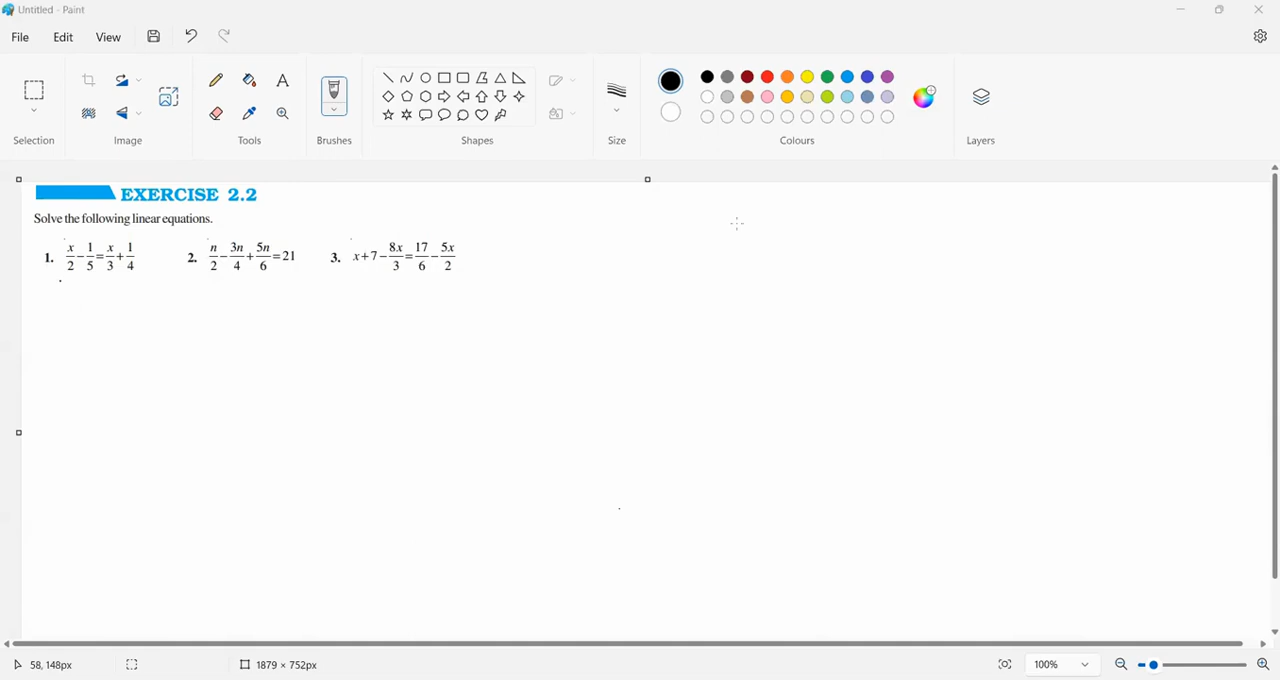 Untitled - Paint
File Edit View
Selection Image Tools Brushes Shapes Size Colours Layers
EXERCISE 2.2
Solve the following linear equations.
1. x/2 − 1/5 = x/3 + 1/4 2. n/2 − 3n/4 + 5n/6 = 21 3. x + 7 − 8x/3 = 17/6 − 5x/2
58, 148px 1879 × 752px 100%